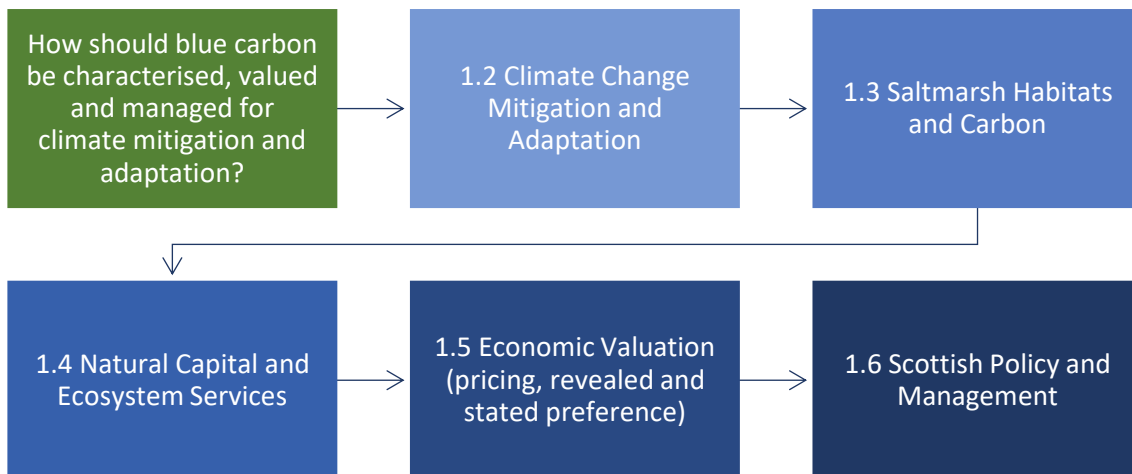 How should blue carbon
be characterised, valued
and managed for
climate mitigation and
adaptation?
1.2 Climate Change
Mitigation and
Adaptation
1.3 Saltmarsh Habitats
and Carbon
1.4 Natural Capital and
Ecosystem Services
1.5 Economic Valuation
(pricing, revealed and
stated preference)
1.6 Scottish Policy and
Management